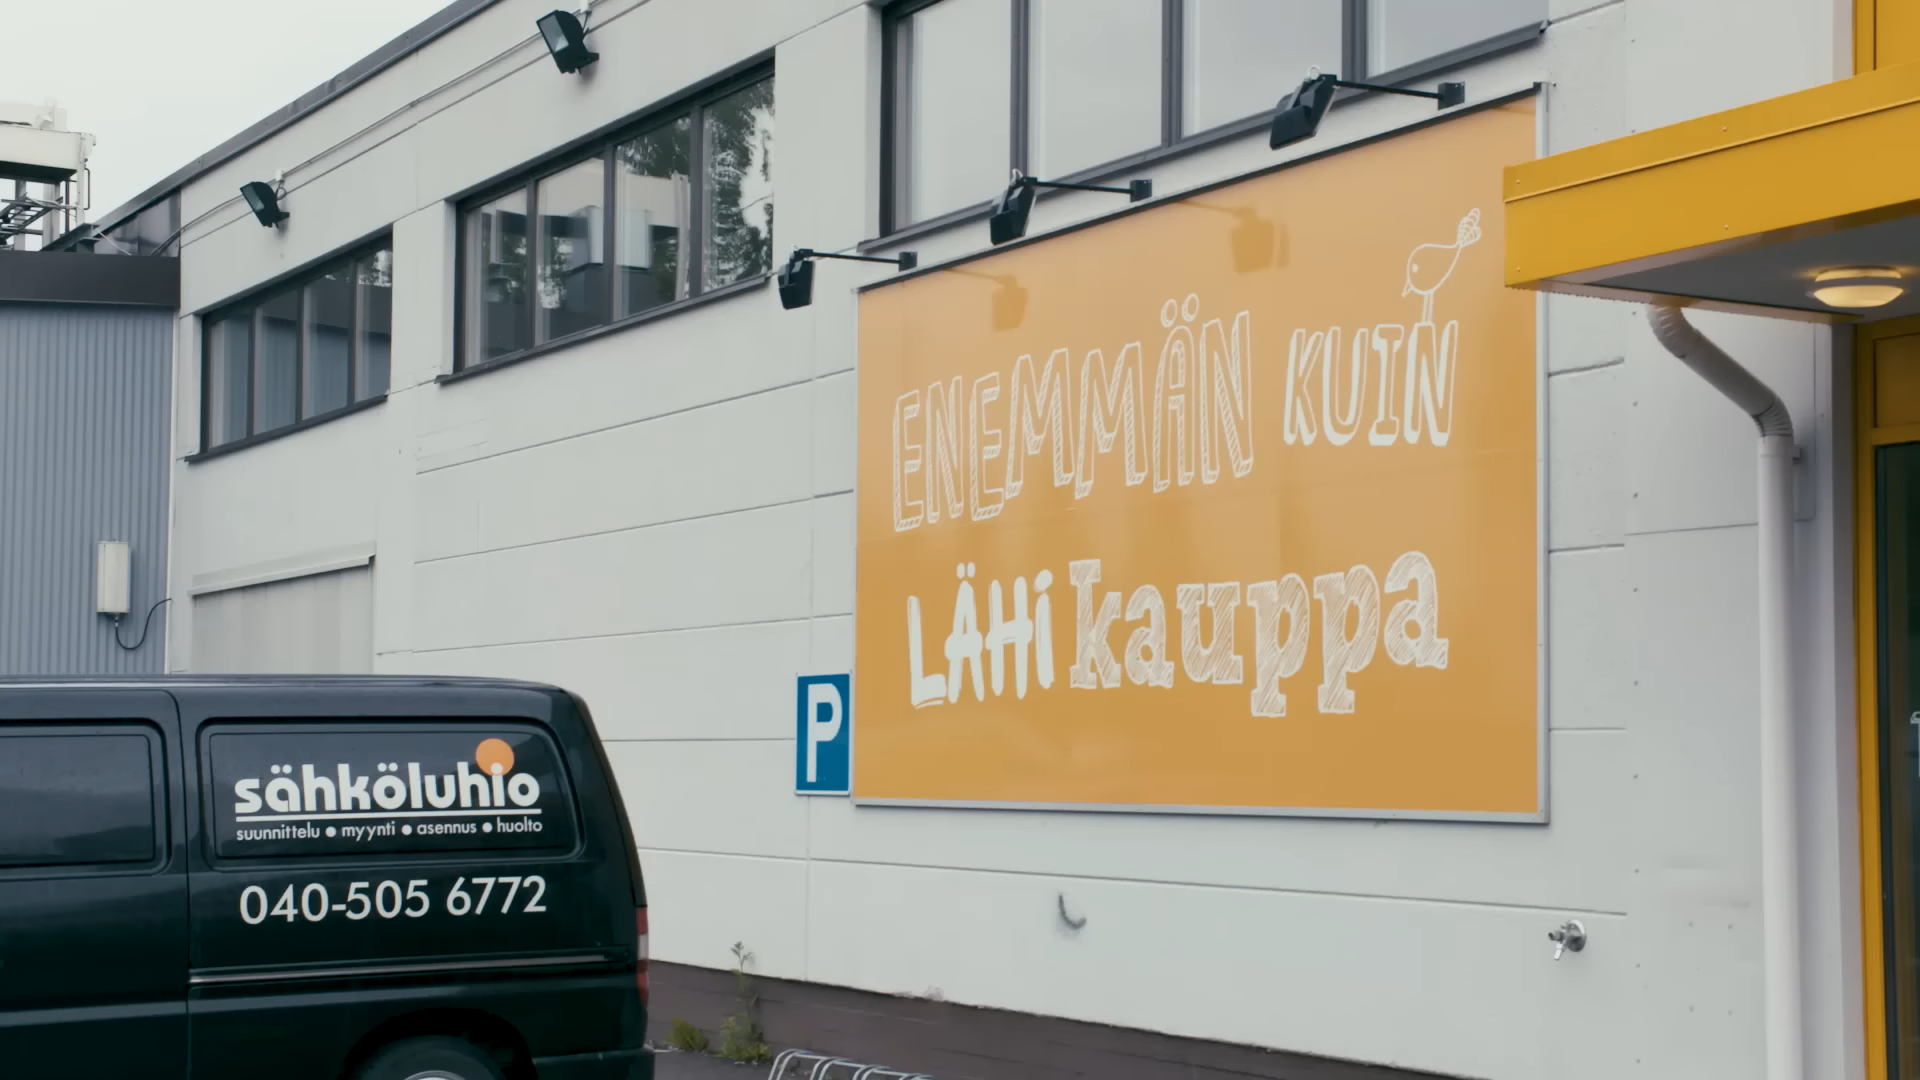 ENEMMÄN KUIN
LÄHikauppa
P
sähköluhio
suunnittelu • myynti • asennus • huolto
040-505 6772